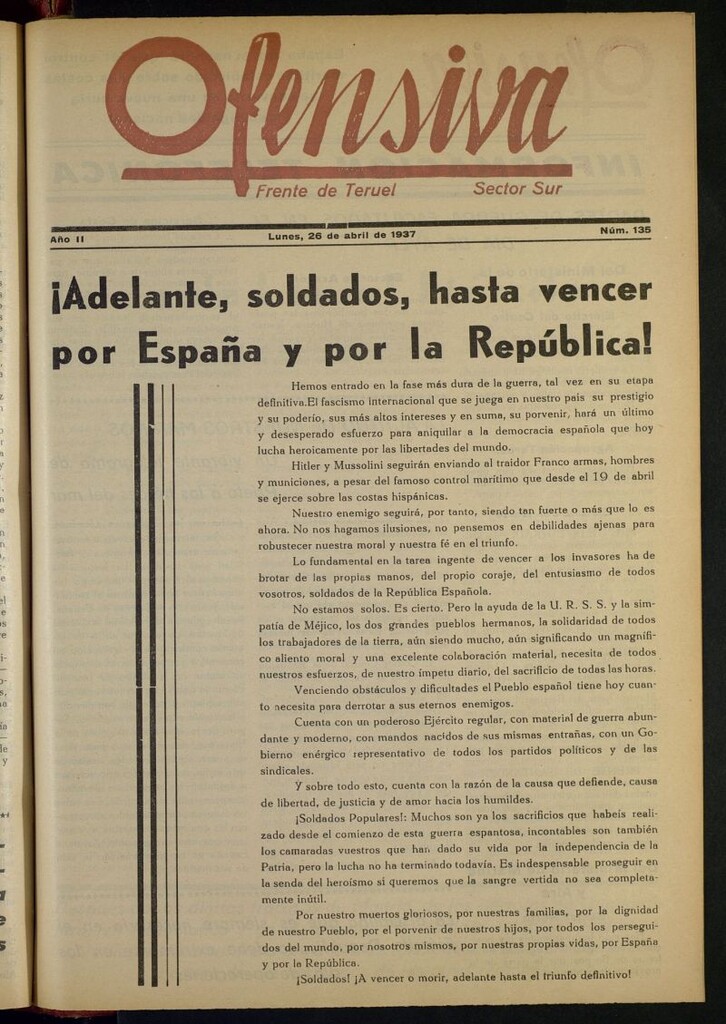 Ofensiva
Frente de Teruel Sector Sur
Año II Lunes, 26 de abril de 1937 Núm. 135
¡Adelante, soldados, hasta vencer
por España y por la República!
Hemos entrado en la fase más dura de la guerra, tal vez en su etapa
definitiva.El fascismo internacional que se juega en nuestro pais su prestigio
y su poderío, sus más altos intereses y en suma, su porvenir, hará un último
y desesperado esfuerzo para aniquilar a la democracia española que hoy
lucha heroicamente por las libertades del mundo.
Hitler y Mussolini seguirán enviando al traidor Franco armas, hombres
y municiones, a pesar del famoso control marítimo que desde el 19 de abril
se ejerce sobre las costas hispánicas.
Nuestro enemigo seguirá, por tanto, siendo tan fuerte o más que lo es
ahora. No nos hagamos ilusiones, no pensemos en debilidades ajenas para
robustecer nuestra moral y nuestra fé en el triunfo.
Lo fundamental en la tarea ingente de vencer a los invasores ha de
brotar de las propias manos, del propio coraje, del entusiasmo de todos
vosotros, soldados de la República Española.
No estamos solos. Es cierto. Pero la ayuda de la U. R. S. S. y la sim-
patía de Méjico, los dos grandes pueblos hermanos, la solidaridad de todos
los trabajadores de la tierra, aún siendo mucho, aún significando un magnífi-
co aliento moral y una excelente colaboración material, necesita de todos
nuestros esfuerzos, de nuestro ímpetu diario, del sacrificio de todas las horas.
Venciendo obstáculos y dificultades el Pueblo español tiene hoy cuan-
to necesita para derrotar a sus eternos enemigos.
Cuenta con un poderoso Ejército regular, con material de guerra abun-
dante y moderno, con mandos nacidos de sus mismas entrañas, con un Go-
bierno enérgico representativo de todos los partidos políticos y de las
sindicales.
Y sobre todo esto, cuenta con la razón de la causa que defiende, causa
de libertad, de justicia y de amor hacia los humildes.
¡Soldados Populares!: Muchos son ya los sacrificios que habeis reali-
zado desde el comienzo de esta guerra espantosa, incontables son también
los camaradas vuestros que han dado su vida por la independencia de la
Patria, pero la lucha no ha terminado todavía. Es indespensable proseguir en
la senda del heroismo si queremos que la sangre vertida no sea completa-
mente inútil.
Por nuestro muertos gloriosos, por nuestras familias, por la dignidad
de nuestro Pueblo, por el porvenir de nuestros hijos, por todos los persegui-
dos del mundo, por nosotros mismos, por nuestras propias vidas, por España
y por la República.
¡Soldados! ¡A vencer o morir, adelante hasta el triunfo definitivo!